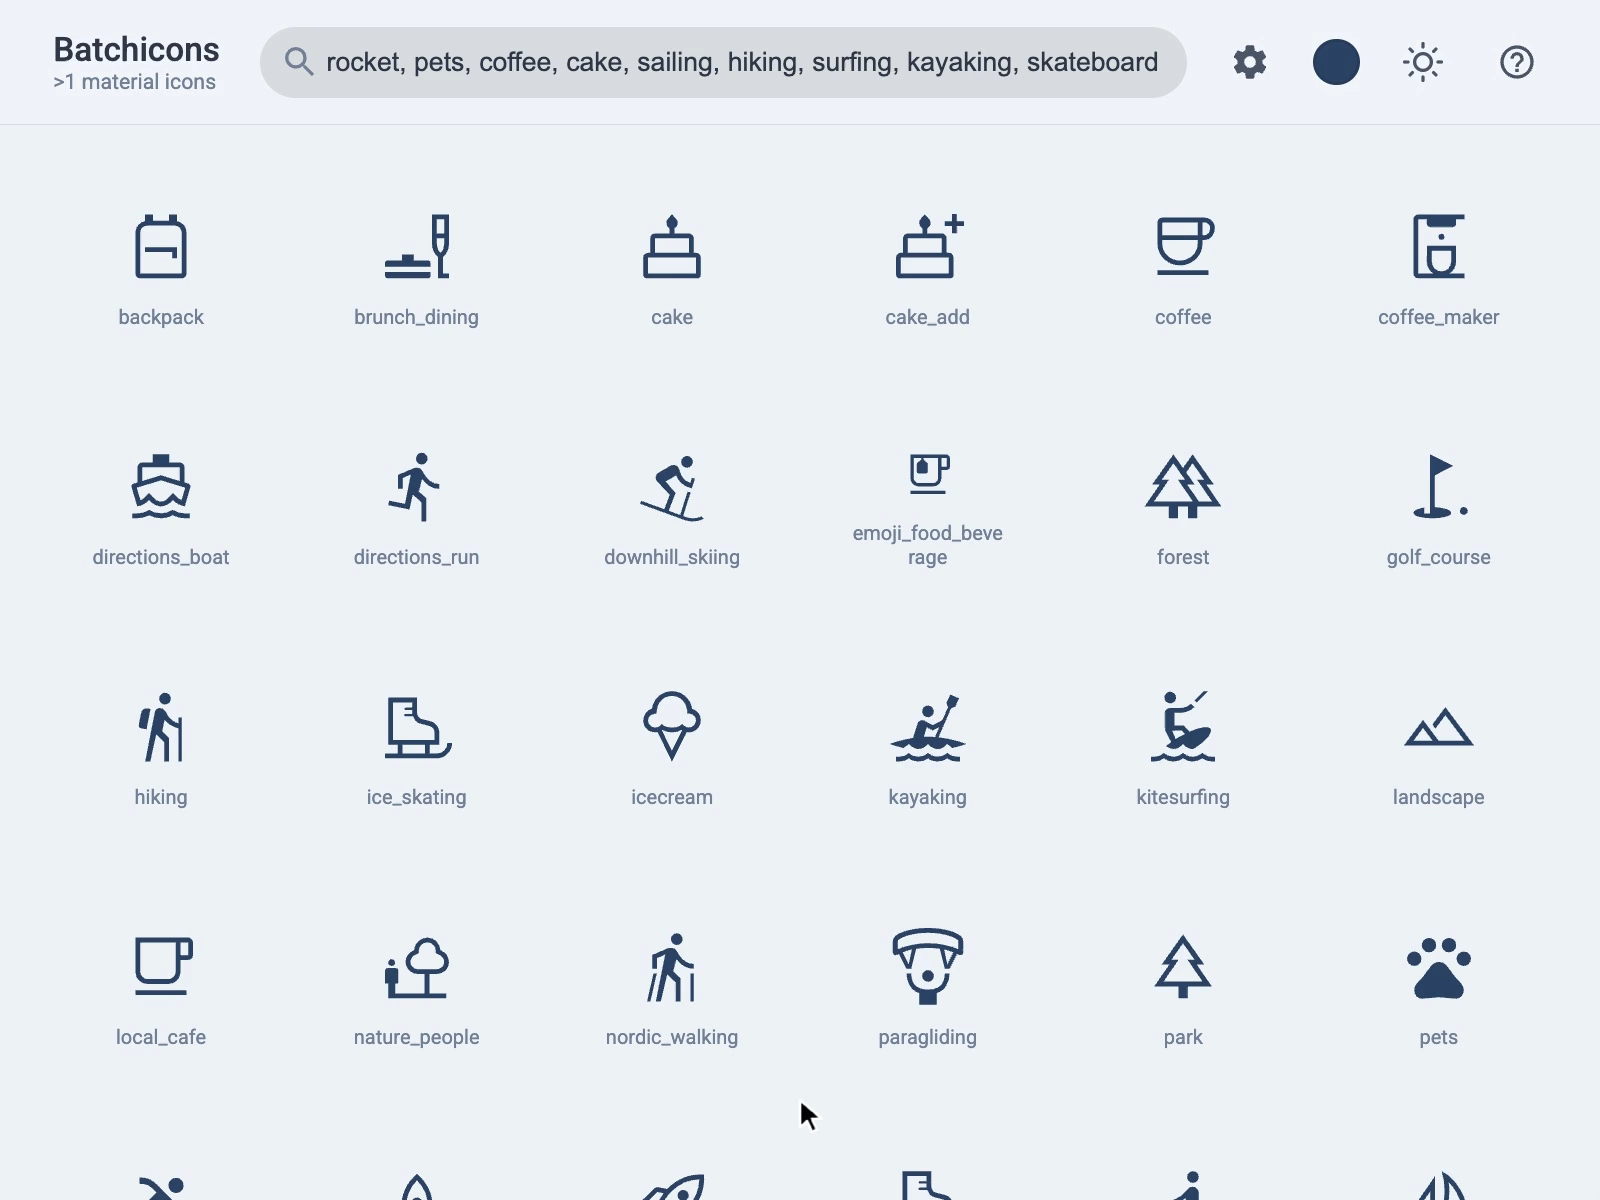 Batchicons
>1 material icons
rocket, pets, coffee, cake, sailing, hiking, surfing, kayaking, skateboard
backpack
brunch_dining
cake
cake_add
coffee
coffee_maker
directions_boat
directions_run
downhill_skiing
emoji_food_beve
rage
forest
golf_course
hiking
ice_skating
icecream
kayaking
kitesurfing
landscape
local_cafe
nature_people
nordic_walking
paragliding
park
pets